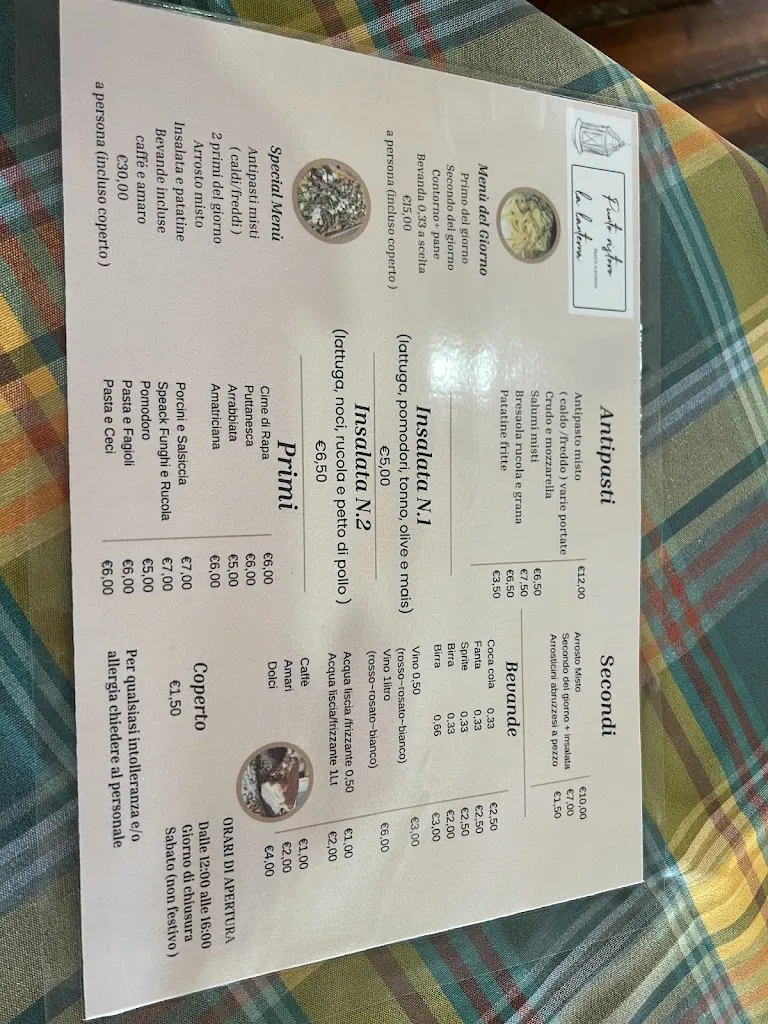 Punto ristoro
la lanterna
Menù del Giorno
Primo del giorno
Secondo del giorno
Contorno+ pane
Bevanda 0,33 a scelta
€15,00
a persona (incluso coperto )
Special Menù
Antipasti misti
( caldi/freddi )
2 primi del giorno
Arrosto misto
Insalata e patatine
Bevande incluse
caffé e amaro
€30,00
a persona (incluso coperto )
Antipasti
Antipasto misto
( caldo /freddo ) varie portate €12,00
Crudo e mozzarella
Salumi misti €6,50
Bresaola rucola e grana €7,50
Patatine fritte €6,50
€3,50
Insalata N.1
(lattuga, pomodori, tonno, olive e mais)
€5,00
Insalata N.2
(lattuga, noci, rucola e petto di pollo )
€6,50
Primi
Cime di Rapa €6,00
Puttanesca €6,00
Arrabbiata €5,00
Amatriciana €6,00
Porcini e Salsiccia €7,00
Speack Funghi e Rucola €7,00
Pomodoro €5,00
Pasta e Fagioli €6,00
Pasta e Ceci €6,00
Secondi
Arrosto Misto €10,00
Secondo del giorno + insalata €7,00
Arrosticini abruzzesi a pezzo €1,50
Bevande
Coca cola 0,33 €2,50
Fanta 0,33 €2,50
Sprite 0,33 €2,50
Birra 0,33 €2,00
Birra 0,66 €3,00
Vino 0,50 €3,00
(rosso-rosato-bianco)
Vino 1litro €6,00
(rosso-rosato-bianco)
Acqua liscia /frizzante 0,50 €1,00
Acqua liscia/frizzante 1Lt €2,00
Caffè €1,00
Amari €2,00
Dolci €4,00
Coperto
€1,50
Per qualsiasi intolleranza e/o
allergia chiedere al personale
ORARI DI APERTURA
Dalle 12:00 alle 16:00
Giorno di chiusura
Sabato (non festivo )